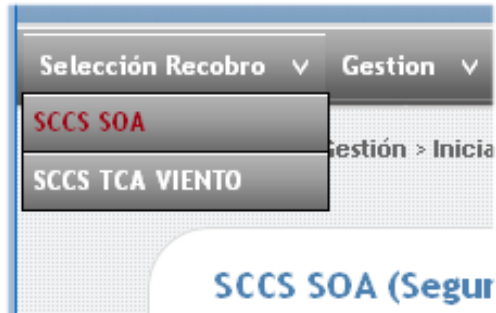 Selección Recobro Gestion
SCCS SOA
Gestión > Inicia
SCCS TCA VIENTO
SCCS SOA (Segur